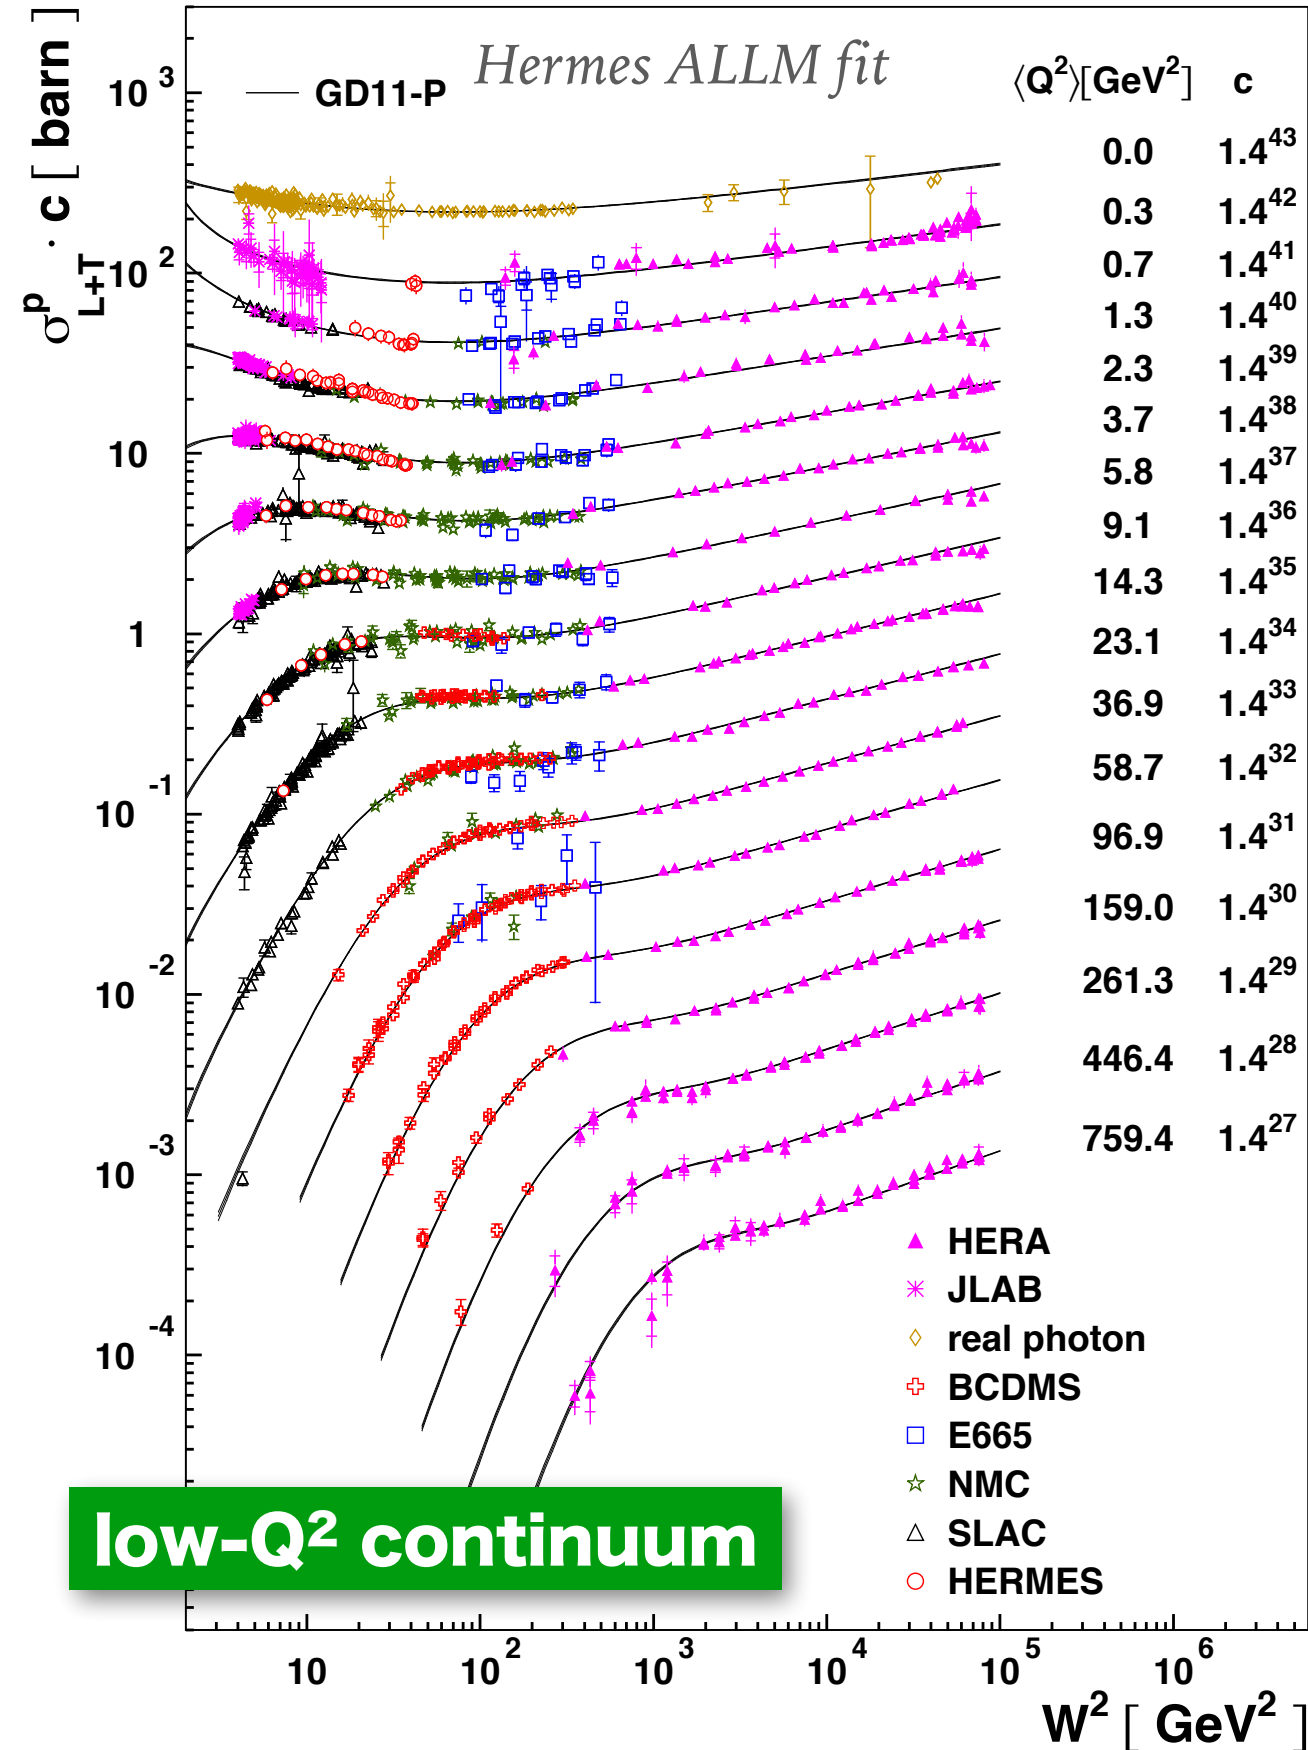 Hermes ALLM fit
GD11-P
⟨Q²⟩[GeV²] c
0.0 1.4⁴³
0.3 1.4⁴²
0.7 1.4⁴¹
1.3 1.4⁴⁰
2.3 1.4³⁹
3.7 1.4³⁸
5.8 1.4³⁷
9.1 1.4³⁶
14.3 1.4³⁵
23.1 1.4³⁴
36.9 1.4³³
58.7 1.4³²
96.9 1.4³¹
159.0 1.4³⁰
261.3 1.4²⁹
446.4 1.4²⁸
759.4 1.4²⁷
σᵖ L+T · c [ barn ]
10³
10²
10
1
10⁻¹
10⁻²
10⁻³
10⁻⁴
HERA
JLAB
real photon
BCDMS
E665
NMC
SLAC
HERMES
low-Q² continuum
10 10² 10³ 10⁴ 10⁵ 10⁶
W² [ GeV² ]